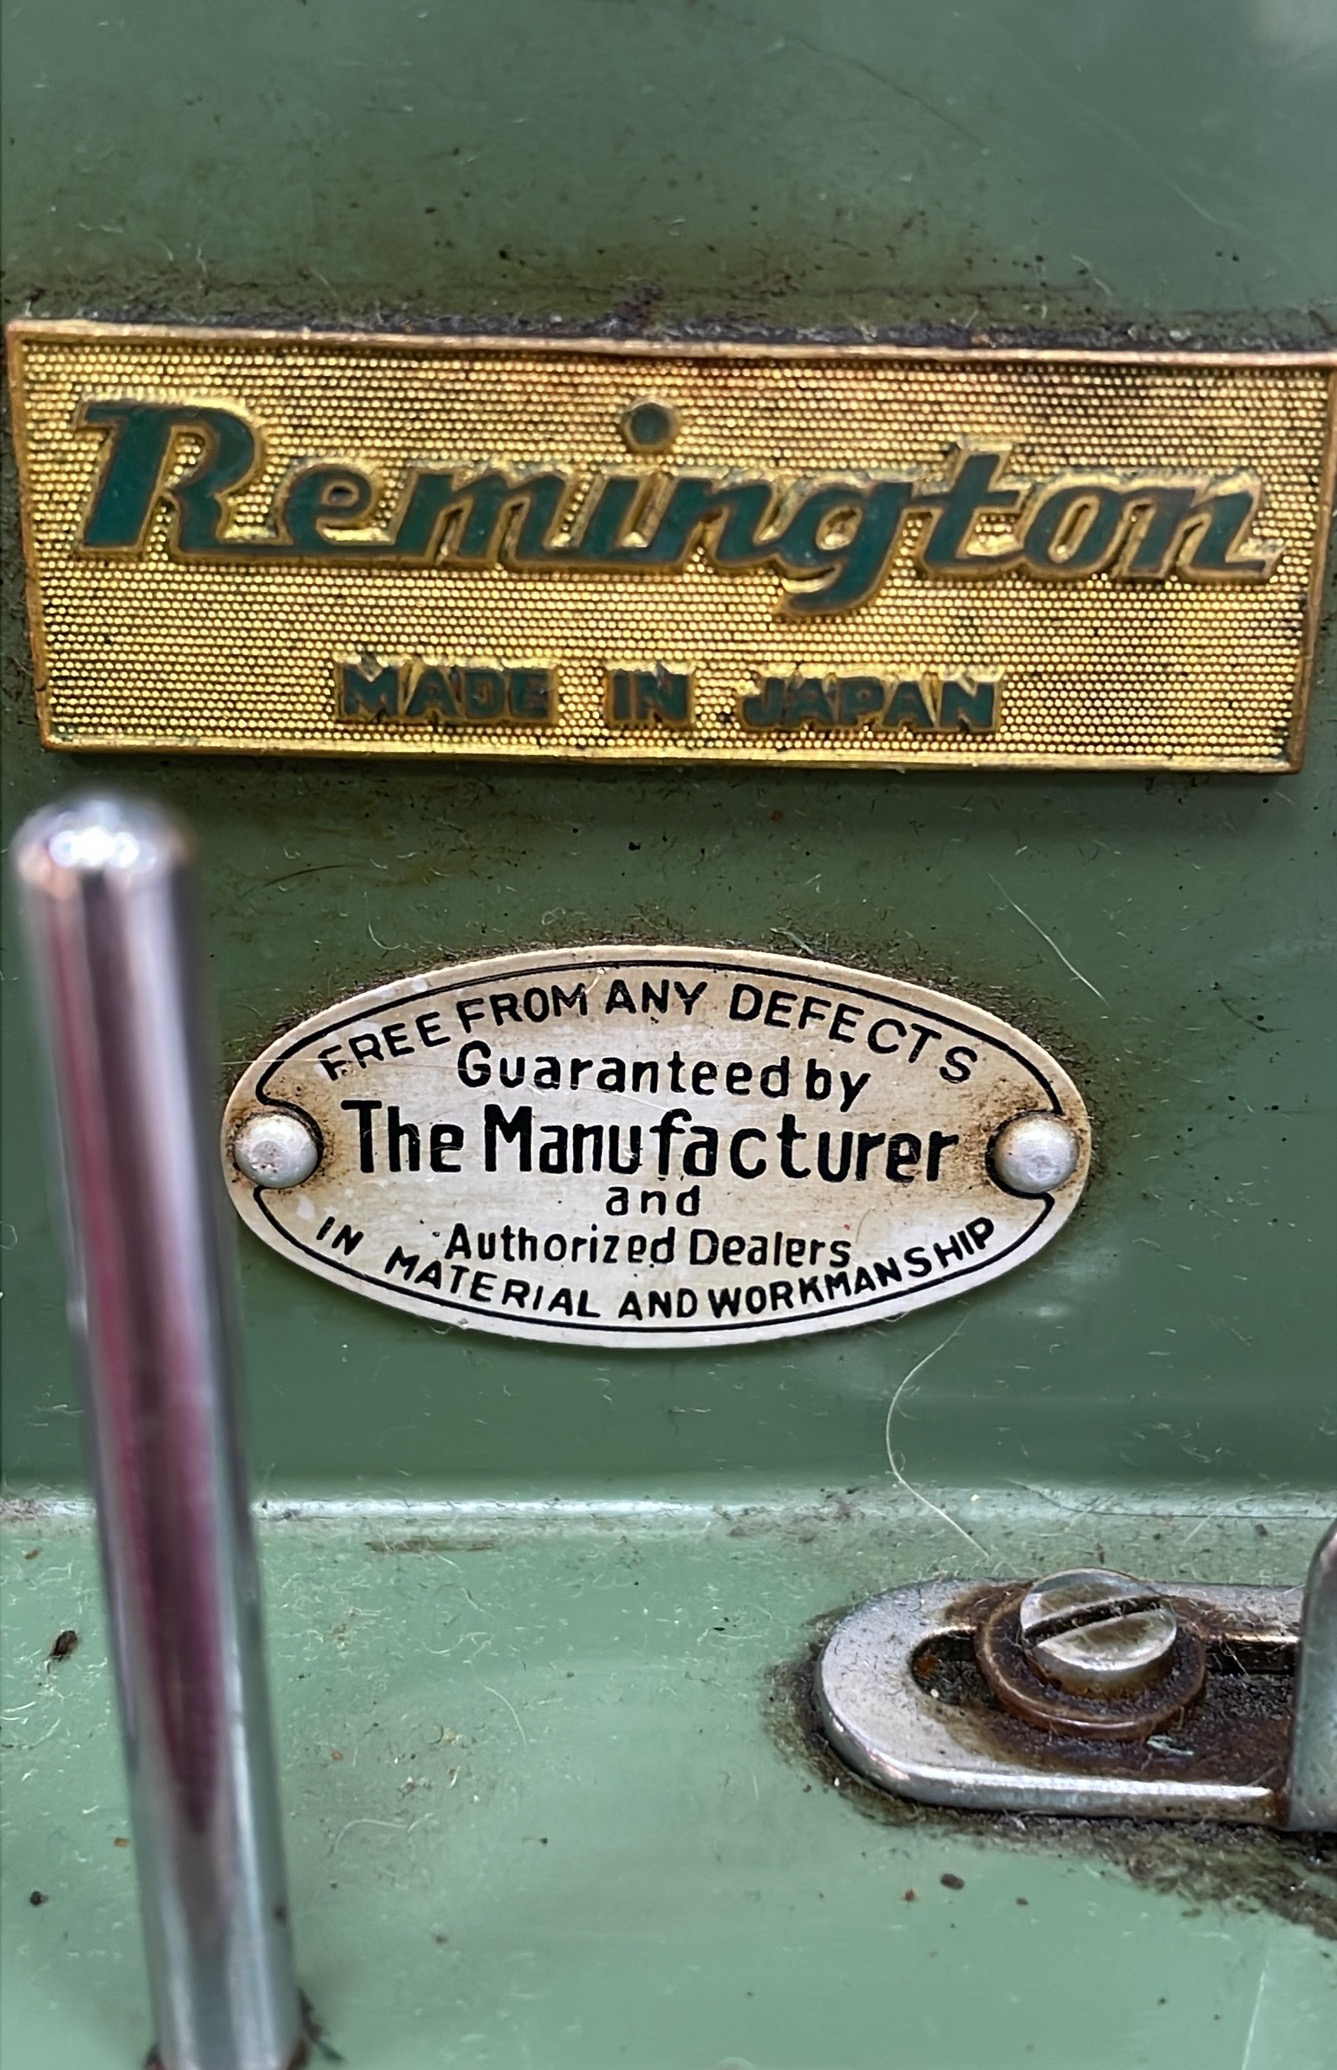 Remington
MADE IN JAPAN
FREE FROM ANY DEFECTS
Guaranteed by
The Manufacturer
and
Authorized Dealers
IN MATERIAL AND WORKMANSHIP